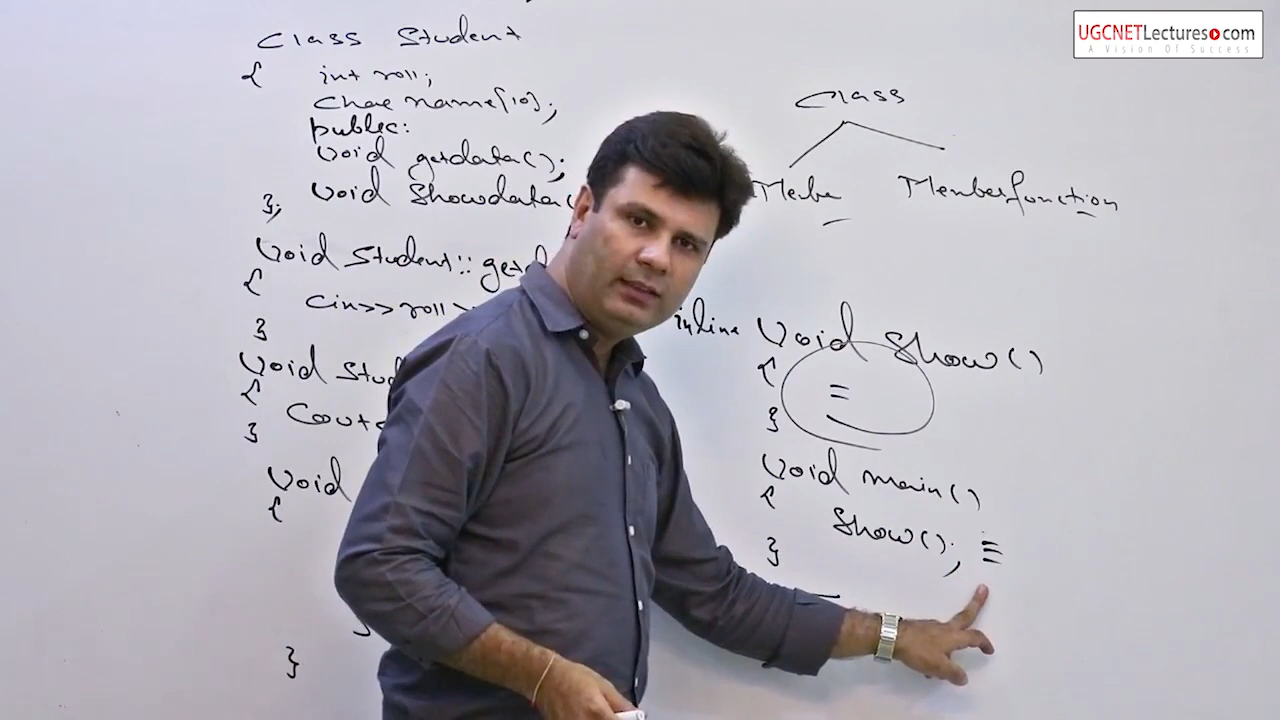 UGCNETLectures.com
A Vision Of Success
Class Student
{ int roll;
char name[10];
public:
void getdata();
void Showdata(
};
Void Student::getd
{
Cin>>roll>
}
Void Stud
{
Cout<
}
Void
{
}
Class
Membe
Memberfunction
inline Void Show()
{
}
Void main()
{
Show();
}